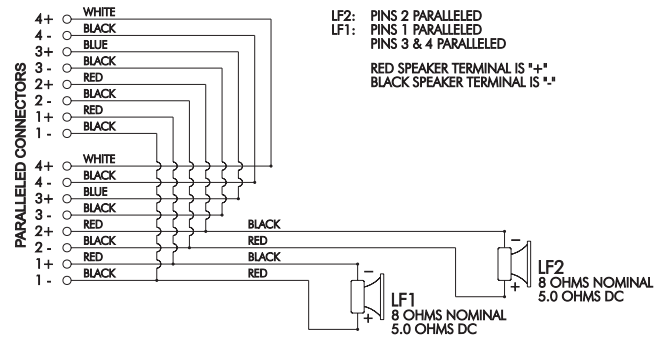 PARALLELED CONNECTORS
4+ WHITE
4 - BLACK
3+ BLUE
3 - BLACK
2+ RED
2 - BLACK
1+ RED
1 - BLACK
4+ WHITE
4 - BLACK
3+ BLUE
3 - BLACK
2+ RED BLACK
2 - BLACK RED
1+ RED BLACK
1 - BLACK RED
LF2: PINS 2 PARALLELED
LF1: PINS 1 PARALLELED
PINS 3 & 4 PARALLELED
RED SPEAKER TERMINAL IS "+"
BLACK SPEAKER TERMINAL IS "-"
−
+
LF2
8 OHMS NOMINAL
5.0 OHMS DC
−
+
LF1
8 OHMS NOMINAL
5.0 OHMS DC